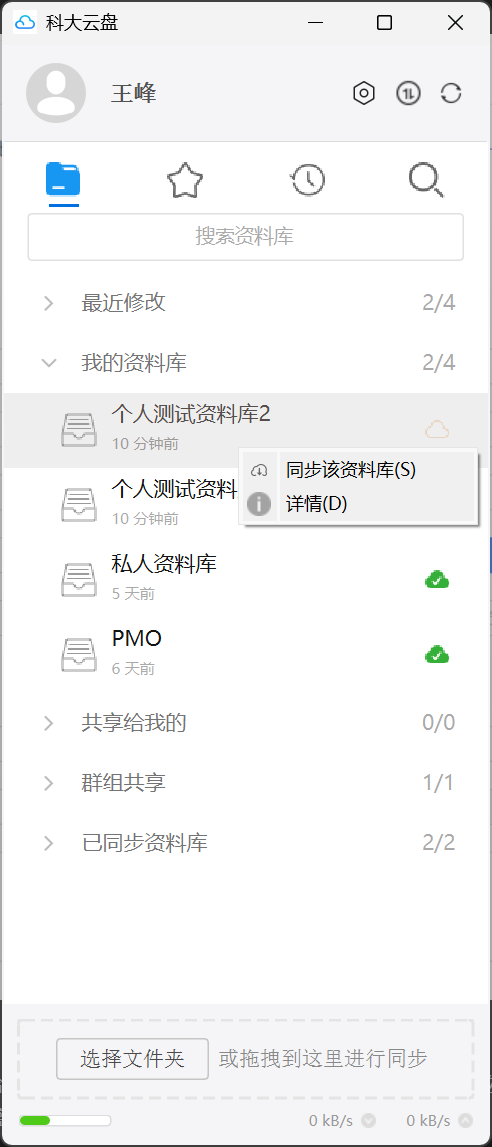 科大云盘
王峰
搜索资料库
最近修改 2/4
我的资料库 2/4
个人测试资料库2
10 分钟前
同步该资料库(S)
个人测试资料
10 分钟前
详情(D)
私人资料库
5 天前
PMO
6 天前
共享给我的 0/0
群组共享 1/1
已同步资料库 2/2
选择文件夹 或拖拽到这里进行同步
0 kB/s 0 kB/s